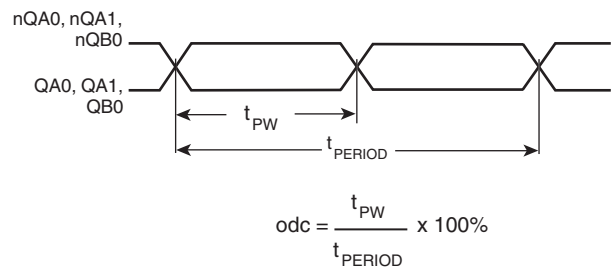 nQA0, nQA1,
nQB0
QA0, QA1,
QB0
tPW
tPERIOD
odc = tPW / tPERIOD x 100%